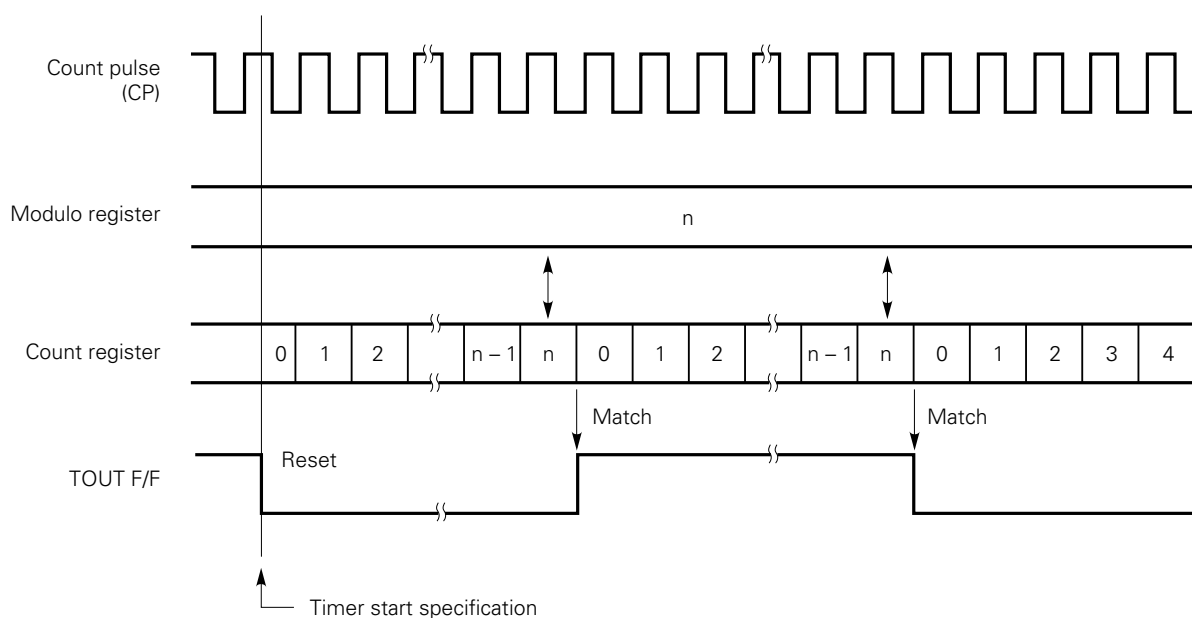 Count pulse
(CP)
Modulo register
n
Count register
0 1 2 n – 1 n 0 1 2 n – 1 n 0 1 2 3 4
Match Match
TOUT F/F
Reset
Timer start specification